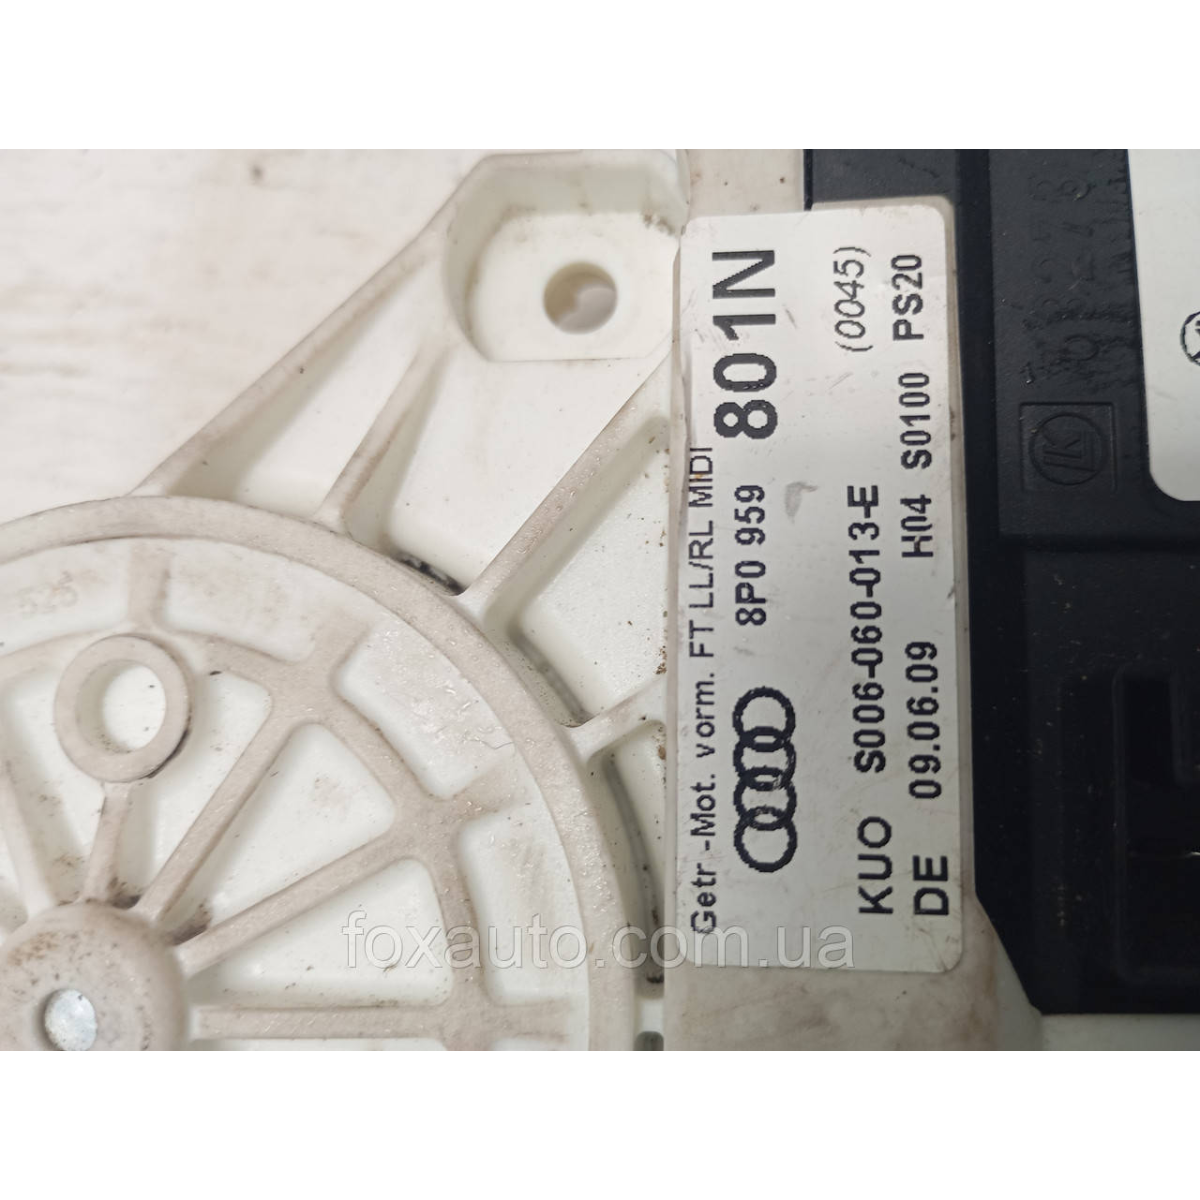 Getr.-Mot. vorm. FT LL/RL MIDI
8P0 959 801N
KUO S006-060-013-E (0045)
DE 09.06.09 H04 S0100 PS20
LK
foxauto.com.ua